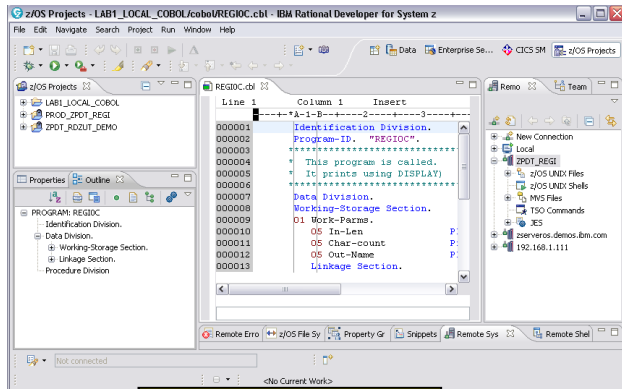 z/OS Projects - LAB1_LOCAL_COBOL/cobol/REGI0C.cbl - IBM Rational Developer for System z
File Edit Navigate Search Project Run Window Help
Data Enterprise Se... CICS SM z/OS Projects
z/OS Projects
LAB1_LOCAL_COBOL
PROD_ZPDT_REGI
ZPDT_RDZUT_DEMO
Properties Outline
PROGRAM: REGI0C
Identification Division.
Data Division.
Working-Storage Section.
Linkage Section.
Procedure Division
REGI0C.cbl
Line 1 Column 1 Insert
----+-*A-1-B--+----2----+----3----+---
000001 Identification Division.
000002 Program-ID. "REGIOC".
000003 *******************************
000004 * This program is called.
000005 * It prints using DISPLAY)
000006 *******************************
000007 Data Division.
000008 Working-Storage Section.
000009 01 Work-Parms.
000010 05 In-Len P
000011 05 Char-count P
000012 05 Out-Name P
000013 Linkage Section.
Remo Team
New Connection
Local
ZPDT_REGI
z/OS UNIX Files
z/OS UNIX Shells
MVS Files
TSO Commands
JES
zserveros.demos.ibm.com
192.168.1.111
Remote Erro z/OS File Sy Property Gr Snippets Remote Sys Remote Shel
Not connected
<No Current Work>